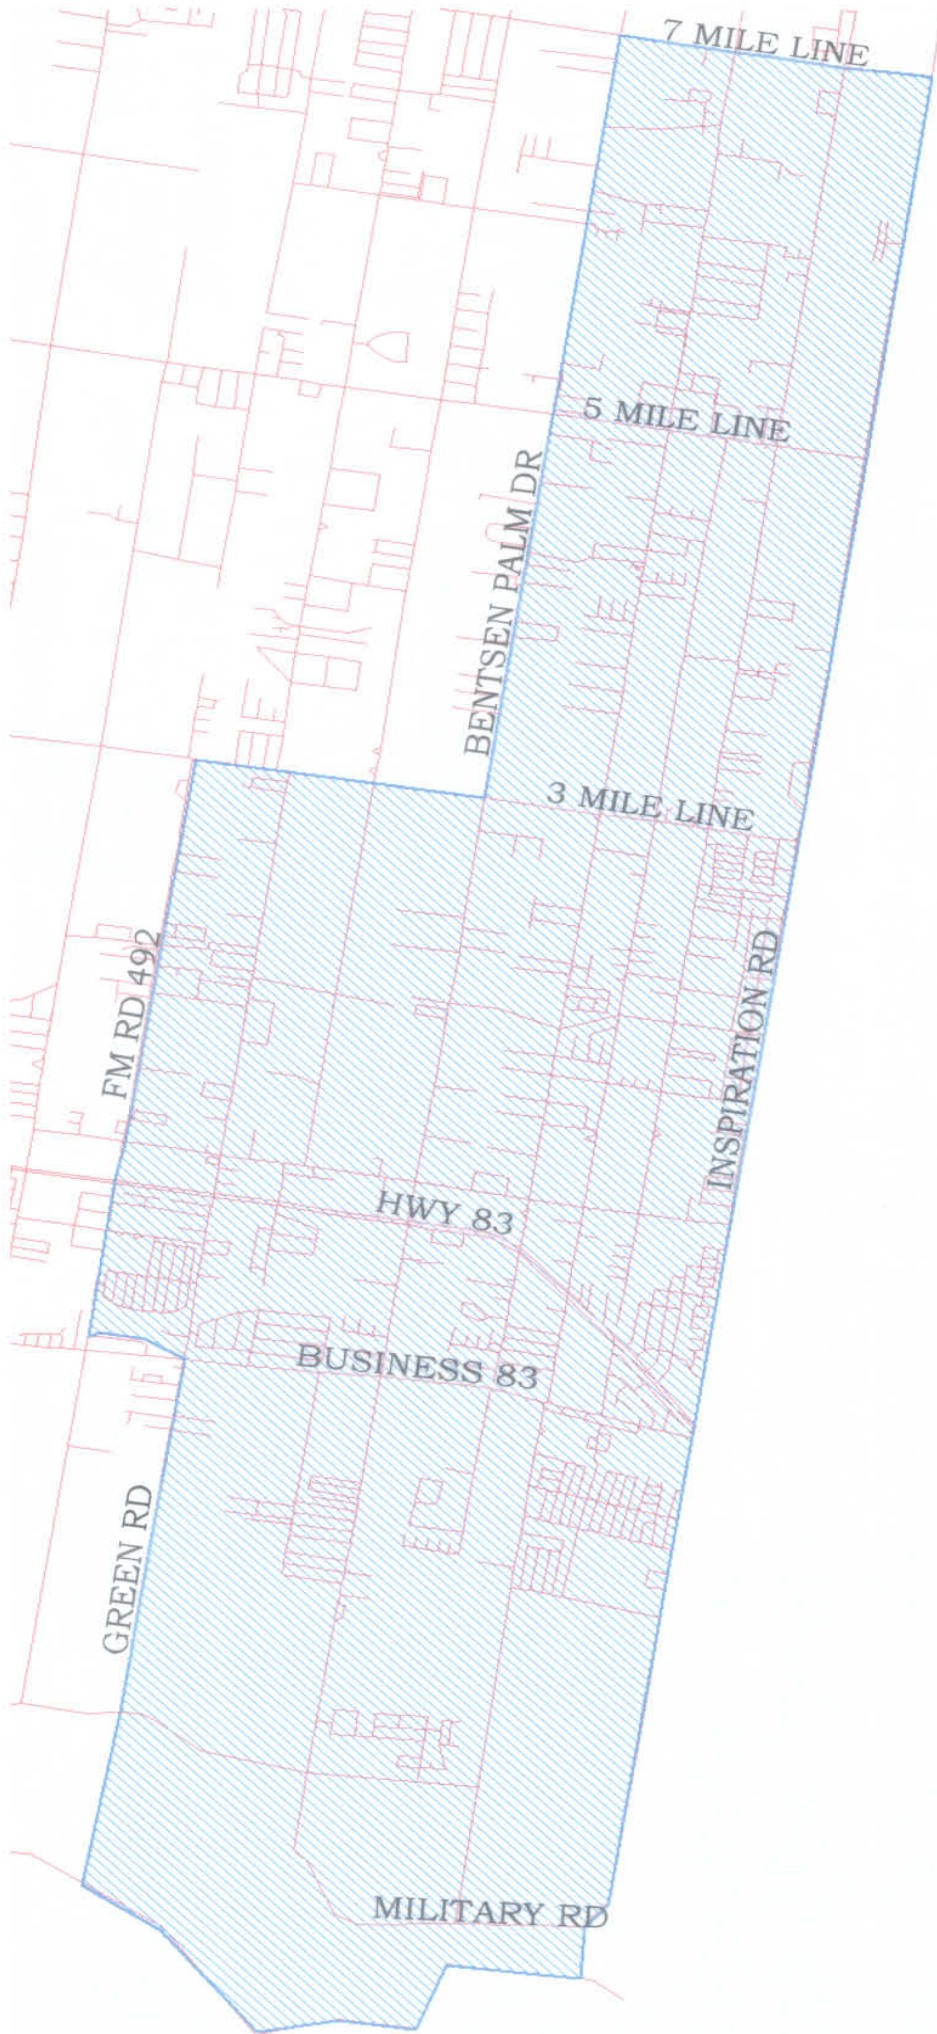 7 MILE LINE
5 MILE LINE
BENTSEN PALM DR
3 MILE LINE
FM RD 492
INSPIRATION RD
HWY 83
BUSINESS 83
GREEN RD
MILITARY RD